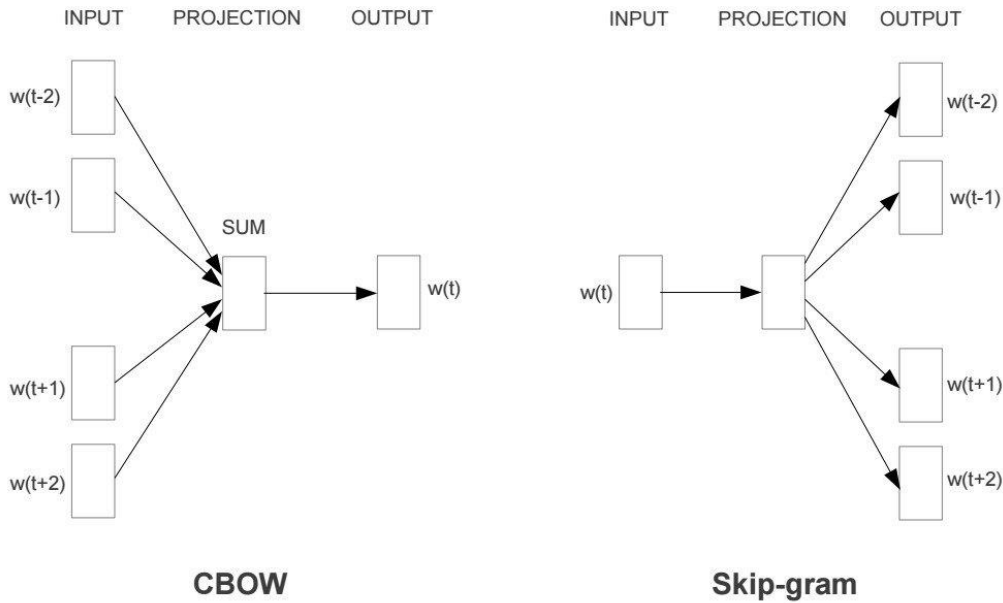 INPUT PROJECTION OUTPUT
w(t-2)
w(t-1)
SUM
w(t)
w(t+1)
w(t+2)
CBOW
INPUT PROJECTION OUTPUT
w(t-2)
w(t-1)
w(t)
w(t+1)
w(t+2)
Skip-gram